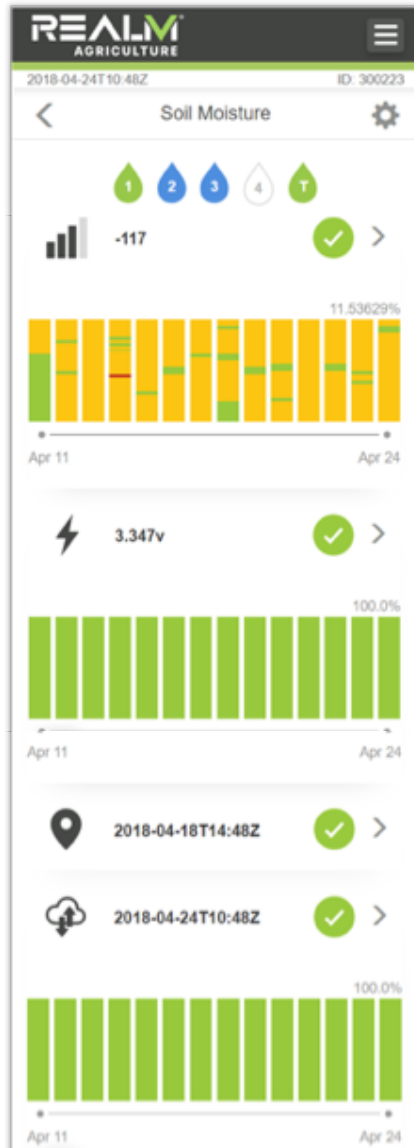 REALM
AGRICULTURE
2018-04-24T10:48Z ID: 300223
Soil Moisture
1 2 3 4 T
-117
11.53629%
Apr 11 Apr 24
3.347v
100.0%
Apr 11 Apr 24
2018-04-18T14:48Z
2018-04-24T10:48Z
100.0%
Apr 11 Apr 24